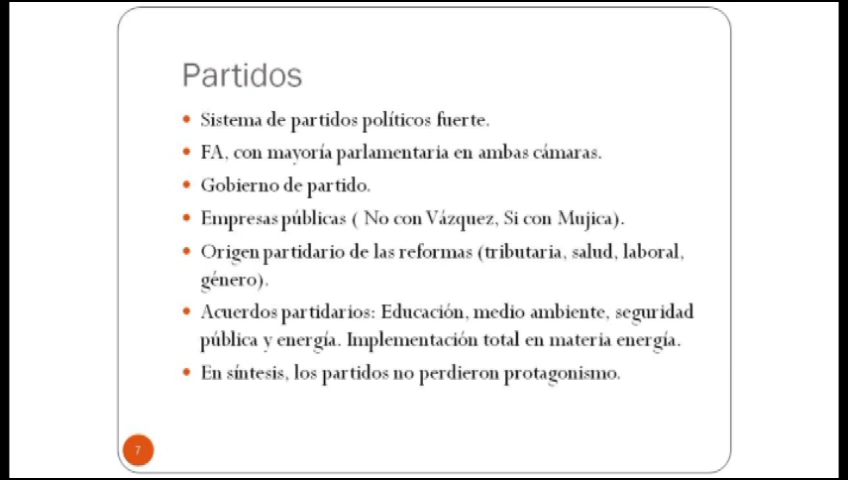 Partidos
• Sistema de partidos políticos fuerte.
• FA, con mayoría parlamentaria en ambas cámaras.
• Gobierno de partido.
• Empresas públicas ( No con Vázquez, Si con Mujica).
• Origen partidario de las reformas (tributaria, salud, laboral,
género).
• Acuerdos partidarios: Educación, medio ambiente, seguridad
pública y energía. Implementación total en materia energía.
• En síntesis, los partidos no perdieron protagonismo.
7